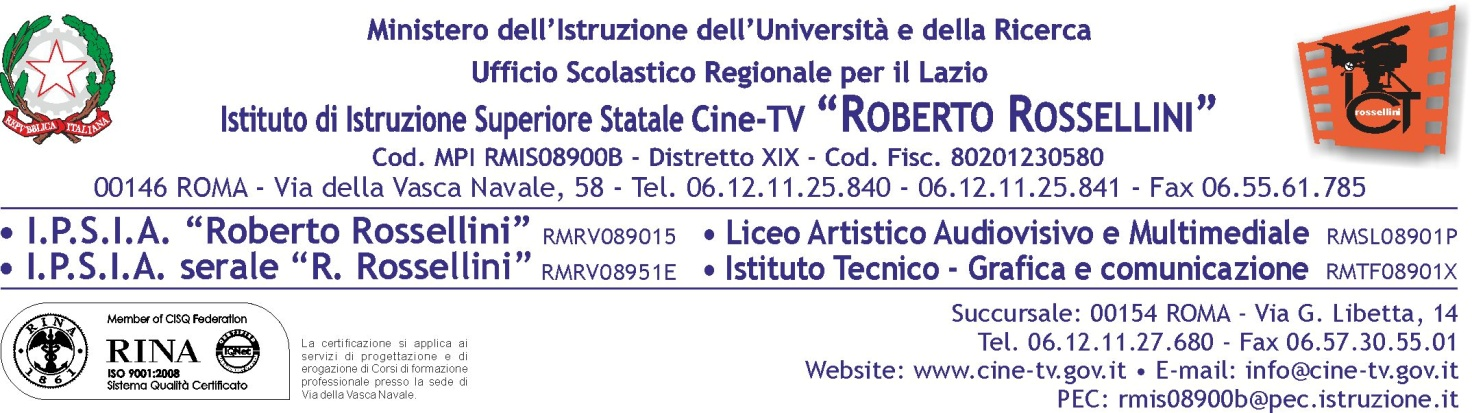 Ministero dell'Istruzione dell'Università e della Ricerca
Ufficio Scolastico Regionale per il Lazio
Istituto di Istruzione Superiore Statale Cine-TV “ROBERTO ROSSELLINI”
Cod. MPI RMIS08900B - Distretto XIX - Cod. Fisc. 80201230580
00146 ROMA - Via della Vasca Navale, 58 - Tel. 06.12.11.25.840 - 06.12.11.25.841 - Fax 06.55.61.785
REPVBBLICA ITALIANA
ICT
rossellini
• I.P.S.I.A. “Roberto Rossellini” RMRV089015 • Liceo Artistico Audiovisivo e Multimediale RMSL08901P
• I.P.S.I.A. serale “R. Rossellini” RMRV08951E • Istituto Tecnico - Grafica e comunicazione RMTF08901X
RINA
1861
Member of CISQ Federation
RINA
ISO 9001:2008
Sistema Qualità Certificato
IQNet
La certificazione si applica ai
servizi di progettazione e di
erogazione di Corsi di formazione
professionale presso la sede di
Via della Vasca Navale.
Succursale: 00154 ROMA - Via G. Libetta, 14
Tel. 06.12.11.27.680 - Fax 06.57.30.55.01
Website: www.cine-tv.gov.it • E-mail: info@cine-tv.gov.it
PEC: rmis08900b@pec.istruzione.it